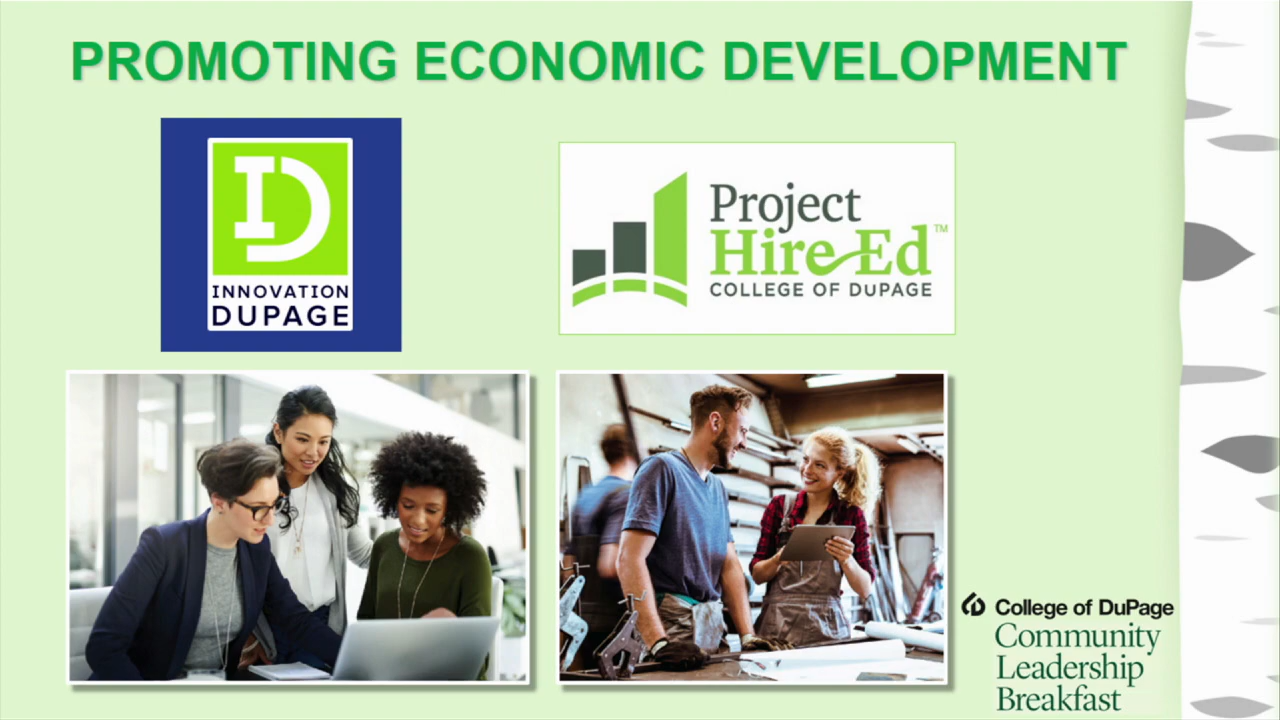 PROMOTING ECONOMIC DEVELOPMENT
ID
INNOVATION
DUPAGE
Project
Hire-Ed™
COLLEGE OF DUPAGE
College of DuPage
Community
Leadership
Breakfast